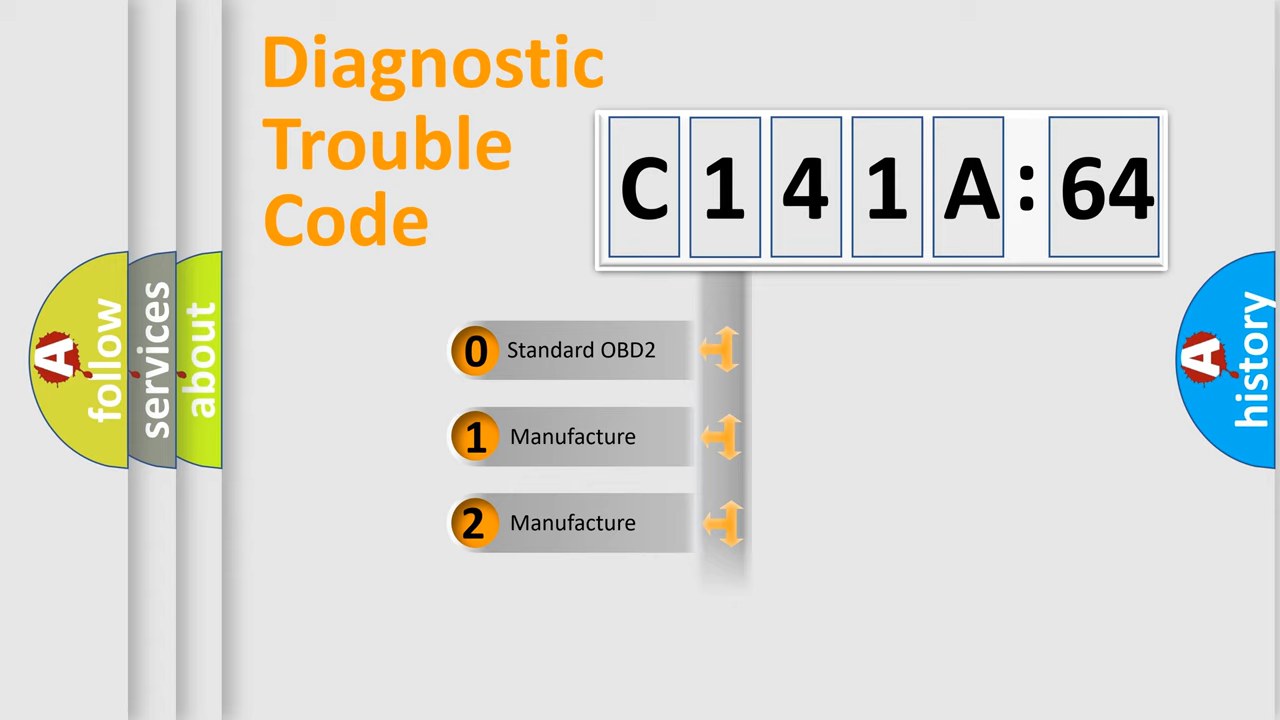 Diagnostic
Trouble
Code
C 1 4 1 A : 64
0 Standard OBD2
1 Manufacture
2 Manufacture
A follow
services
about
A history